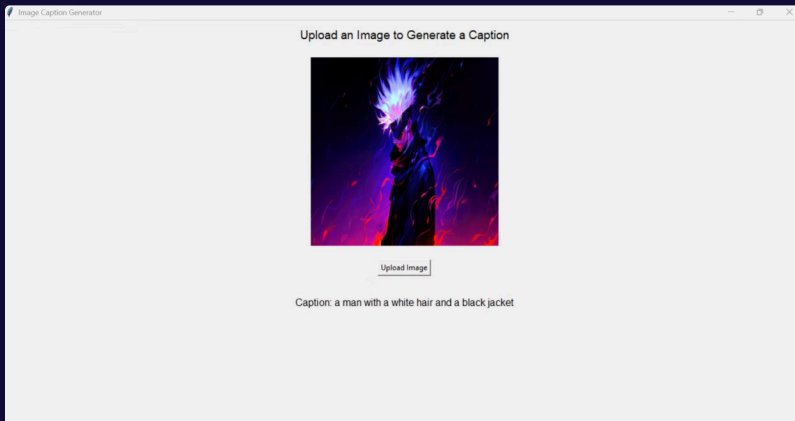 Image Caption Generator
Upload an Image to Generate a Caption
Upload Image
Caption: a man with a white hair and a black jacket